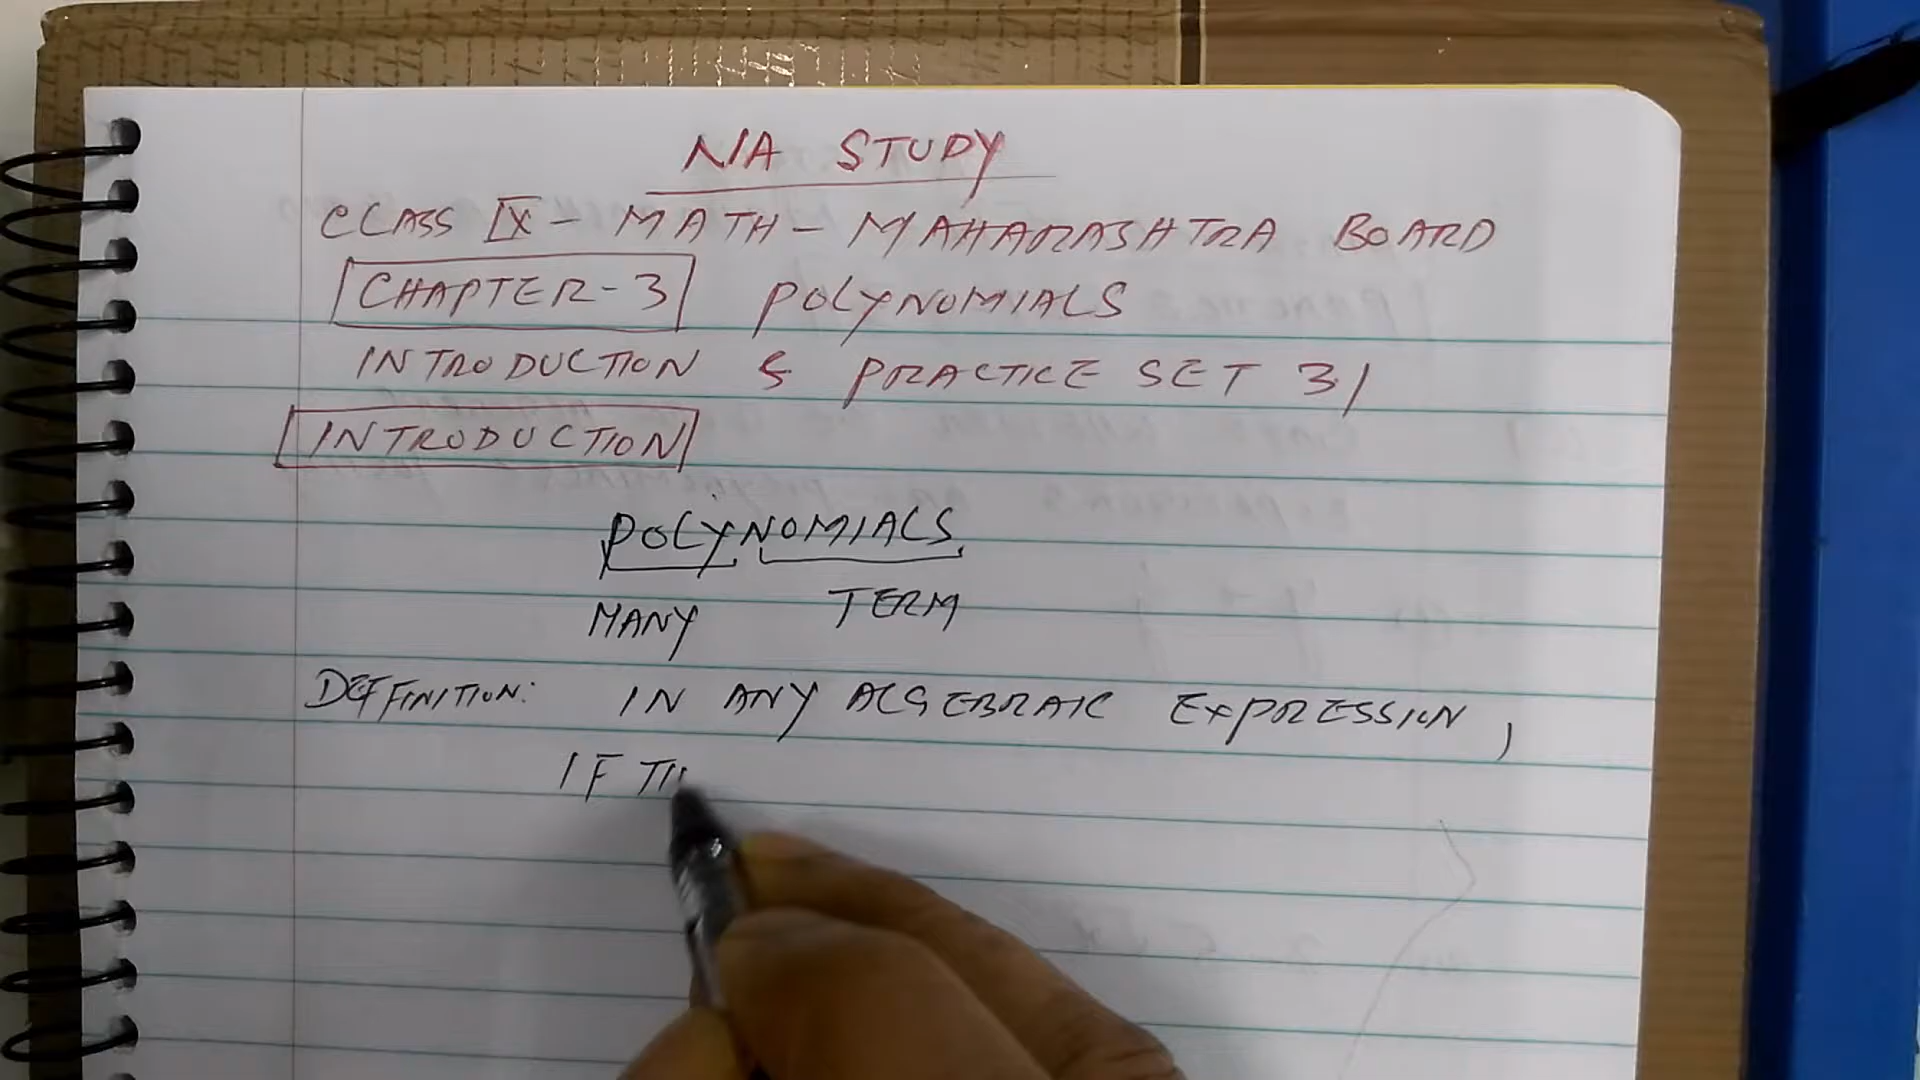 N/A STUDY
CLASS IX - MATH - MAHARASHTRA BOARD
CHAPTER-3 POLYNOMIALS
INTRODUCTION & PRACTICE SET 3.1
INTRODUCTION
POLYNOMIALS
MANY TERM
DEFFINITION: IN ANY ALGEBRAIC EXPRESSION,
IF